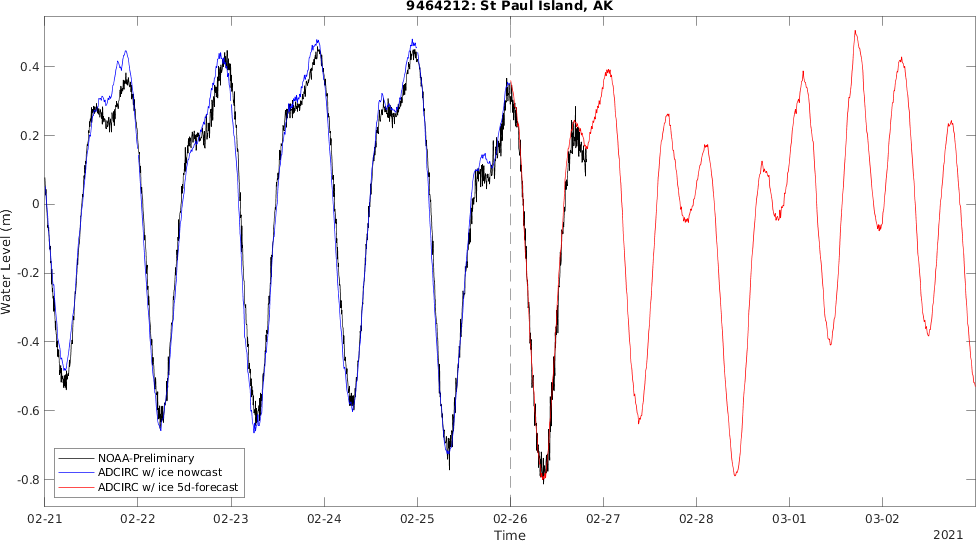 9464212: St Paul Island, AK
Water Level (m)
0.4
0.2
0
-0.2
-0.4
-0.6
-0.8
NOAA-Preliminary
ADCIRC w/ ice nowcast
ADCIRC w/ ice 5d-forecast
02-21 02-22 02-23 02-24 02-25 02-26 02-27 02-28 03-01 03-02
Time
2021